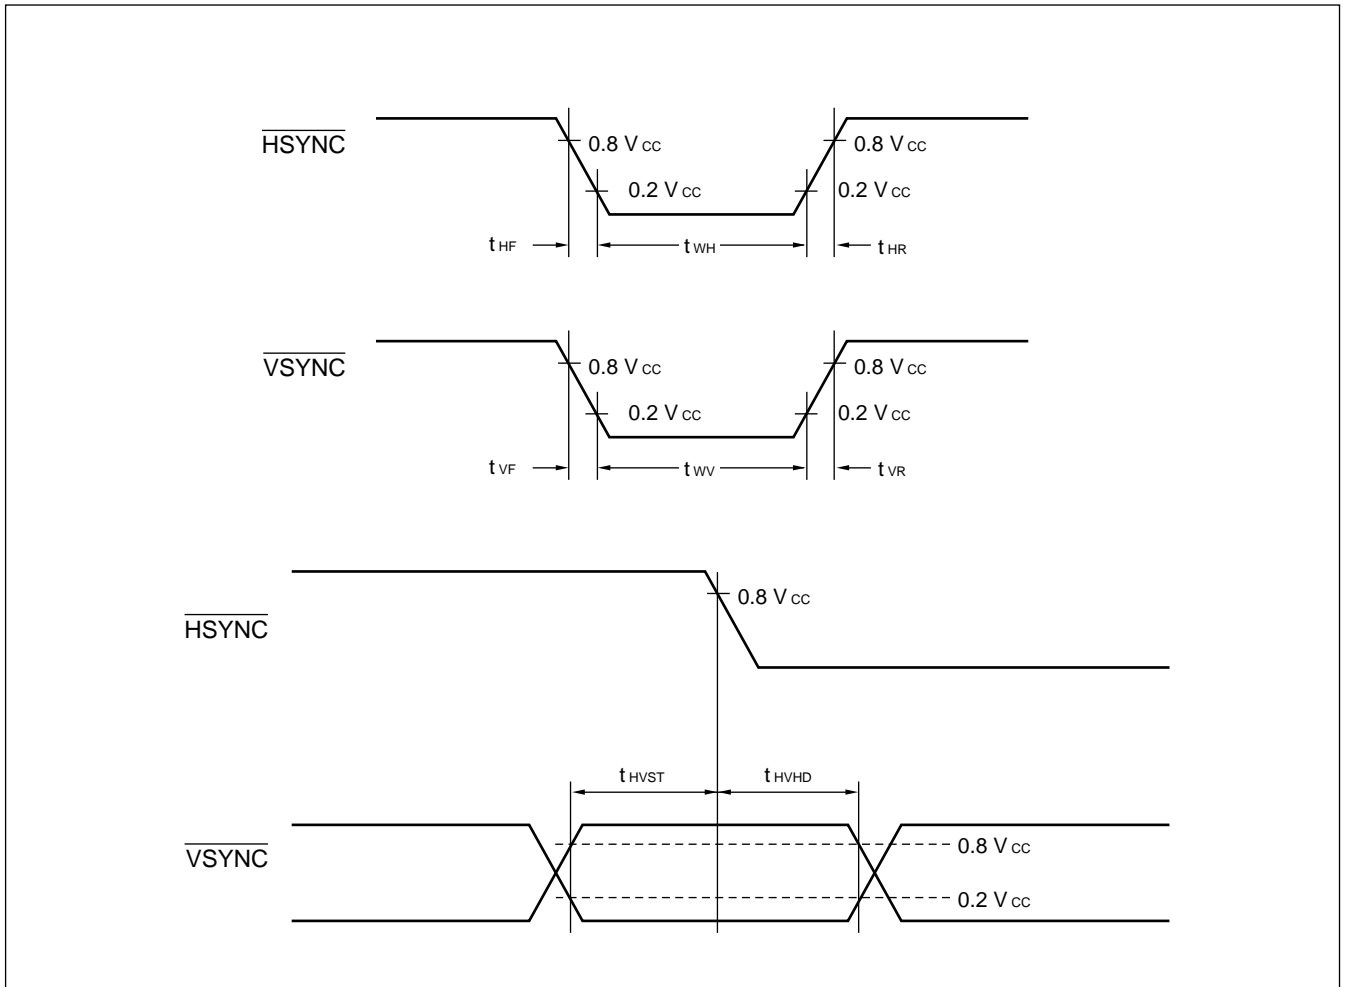 HSYNC
0.8 VCC
0.8 VCC
0.2 VCC
0.2 VCC
tHF
tWH
tHR
VSYNC
0.8 VCC
0.8 VCC
0.2 VCC
0.2 VCC
tVF
tWV
tVR
HSYNC
0.8 VCC
tHVST
tHVHD
VSYNC
0.8 VCC
0.2 VCC